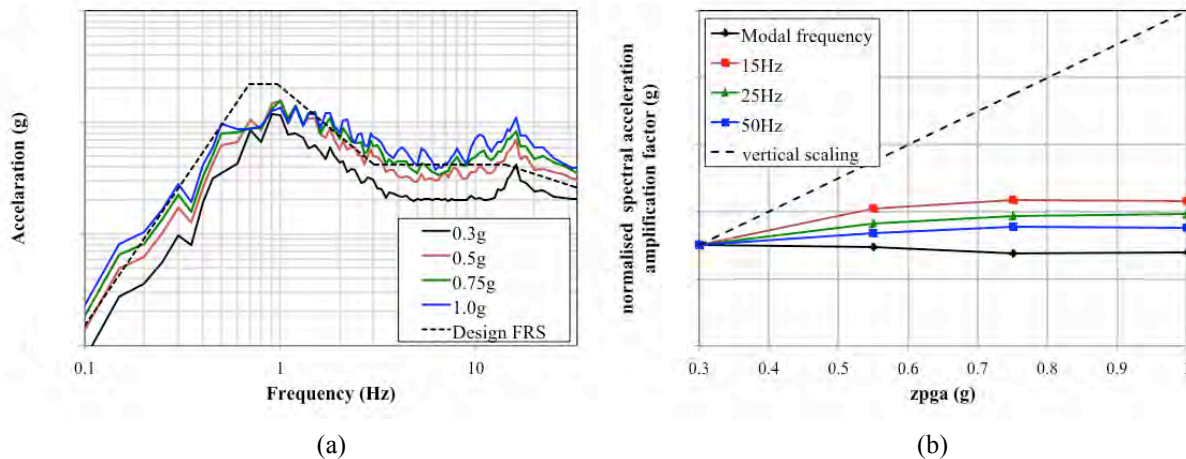 Accelaration (g)
0.3g
0.5g
0.75g
1.0g
Design FRS
0.1
1
10
Frequency (Hz)
(a)
normalised spectral acceleration
amplification factor (g)
Modal frequency
15Hz
25Hz
50Hz
vertical scaling
0.3 0.4 0.5 0.6 0.7 0.8 0.9 1
zpga (g)
(b)